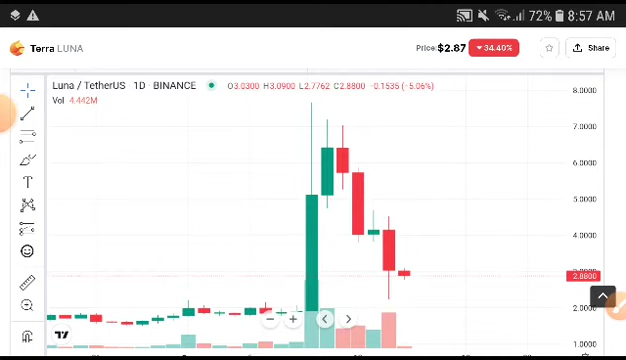 72% 8:57 AM
Terra LUNA
Price: $2.87 ▼ 34.40% Share
Luna / TetherUS 1D · BINANCE O3.0300 H3.0900 L2.7762 C2.8800 −0.1535 (−5.06%)
Vol 4.442M
8.0000
7.0000
6.0000
5.0000
4.0000
2.8800
2.0000
1.0000